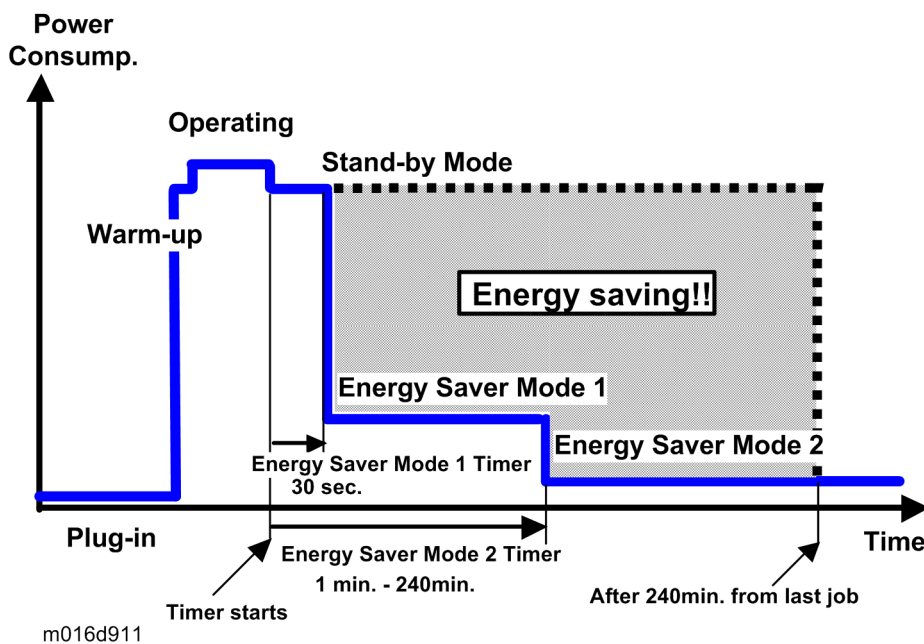 Power
Consump.
Operating
Stand-by Mode
Warm-up
Energy saving!!
Energy Saver Mode 1
Energy Saver Mode 2
Energy Saver Mode 1 Timer
30 sec.
Plug-in
Time
Energy Saver Mode 2 Timer
1 min. - 240min.
After 240min. from last job
Timer starts
m016d911